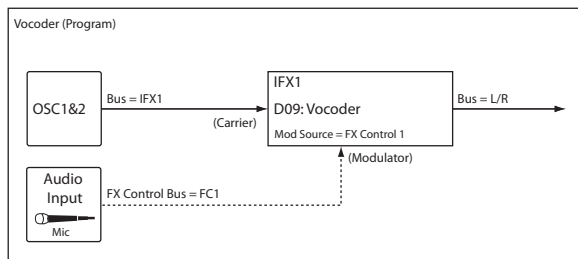 Vocoder (Program)
OSC1&2
Bus = IFX1
(Carrier)
IFX1
D09: Vocoder
Mod Source = FX Control 1
Bus = L/R
(Modulator)
Audio
Input
Mic
FX Control Bus = FC1